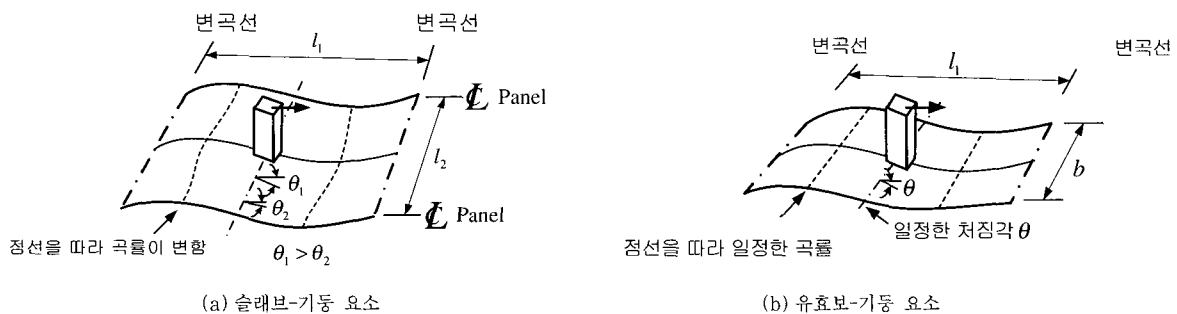 변곡선
변곡선
l₁
℄ Panel
l₂
θ₁
θ₂
℄ Panel
점선을 따라 곡률이 변함
θ₁ > θ₂
(a) 슬래브-기둥 요소
변곡선
변곡선
l₁
b
θ
일정한 처짐각 θ
점선을 따라 일정한 곡률
(b) 유효보-기둥 요소